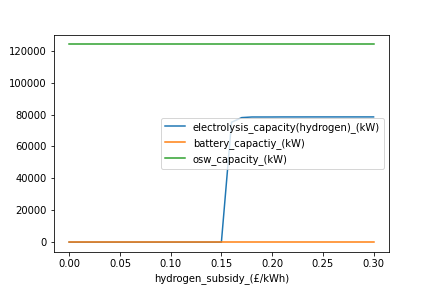 120000
100000
80000
60000
40000
20000
0
electrolysis_capacity(hydrogen)_(kW)
battery_capactiy_(kW)
osw_capacity_(kW)
0.00 0.05 0.10 0.15 0.20 0.25 0.30
hydrogen_subsidy_(£/kWh)